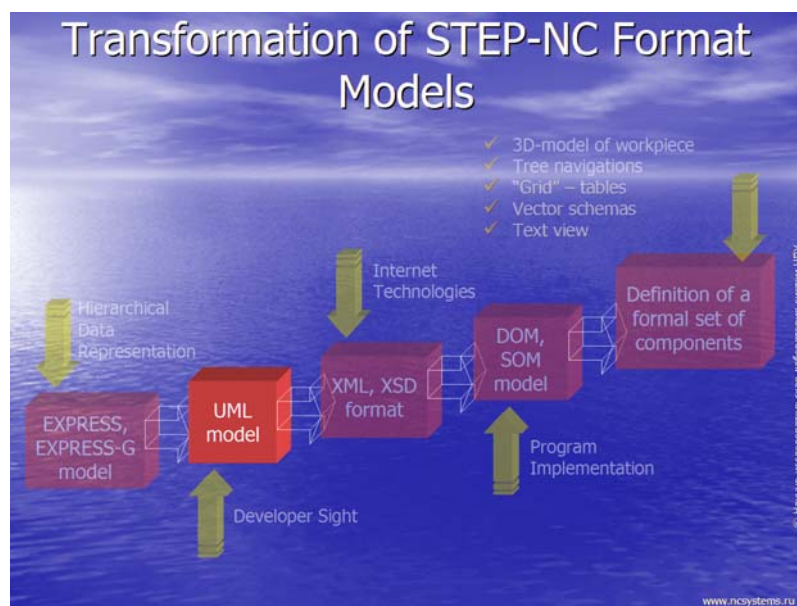 Transformation of STEP-NC Format
Models
✓ 3D-model of workpiece
✓ Tree navigations
✓ "Grid" – tables
✓ Vector schemas
✓ Text view
Internet
Technologies
Hierarchical
Data
Representation
Definition of a
formal set of
components
DOM,
SOM
model
XML, XSD
format
UML
model
EXPRESS,
EXPRESS-G
model
Program
Implementation
Developer Sight
www.ncsystems.ru